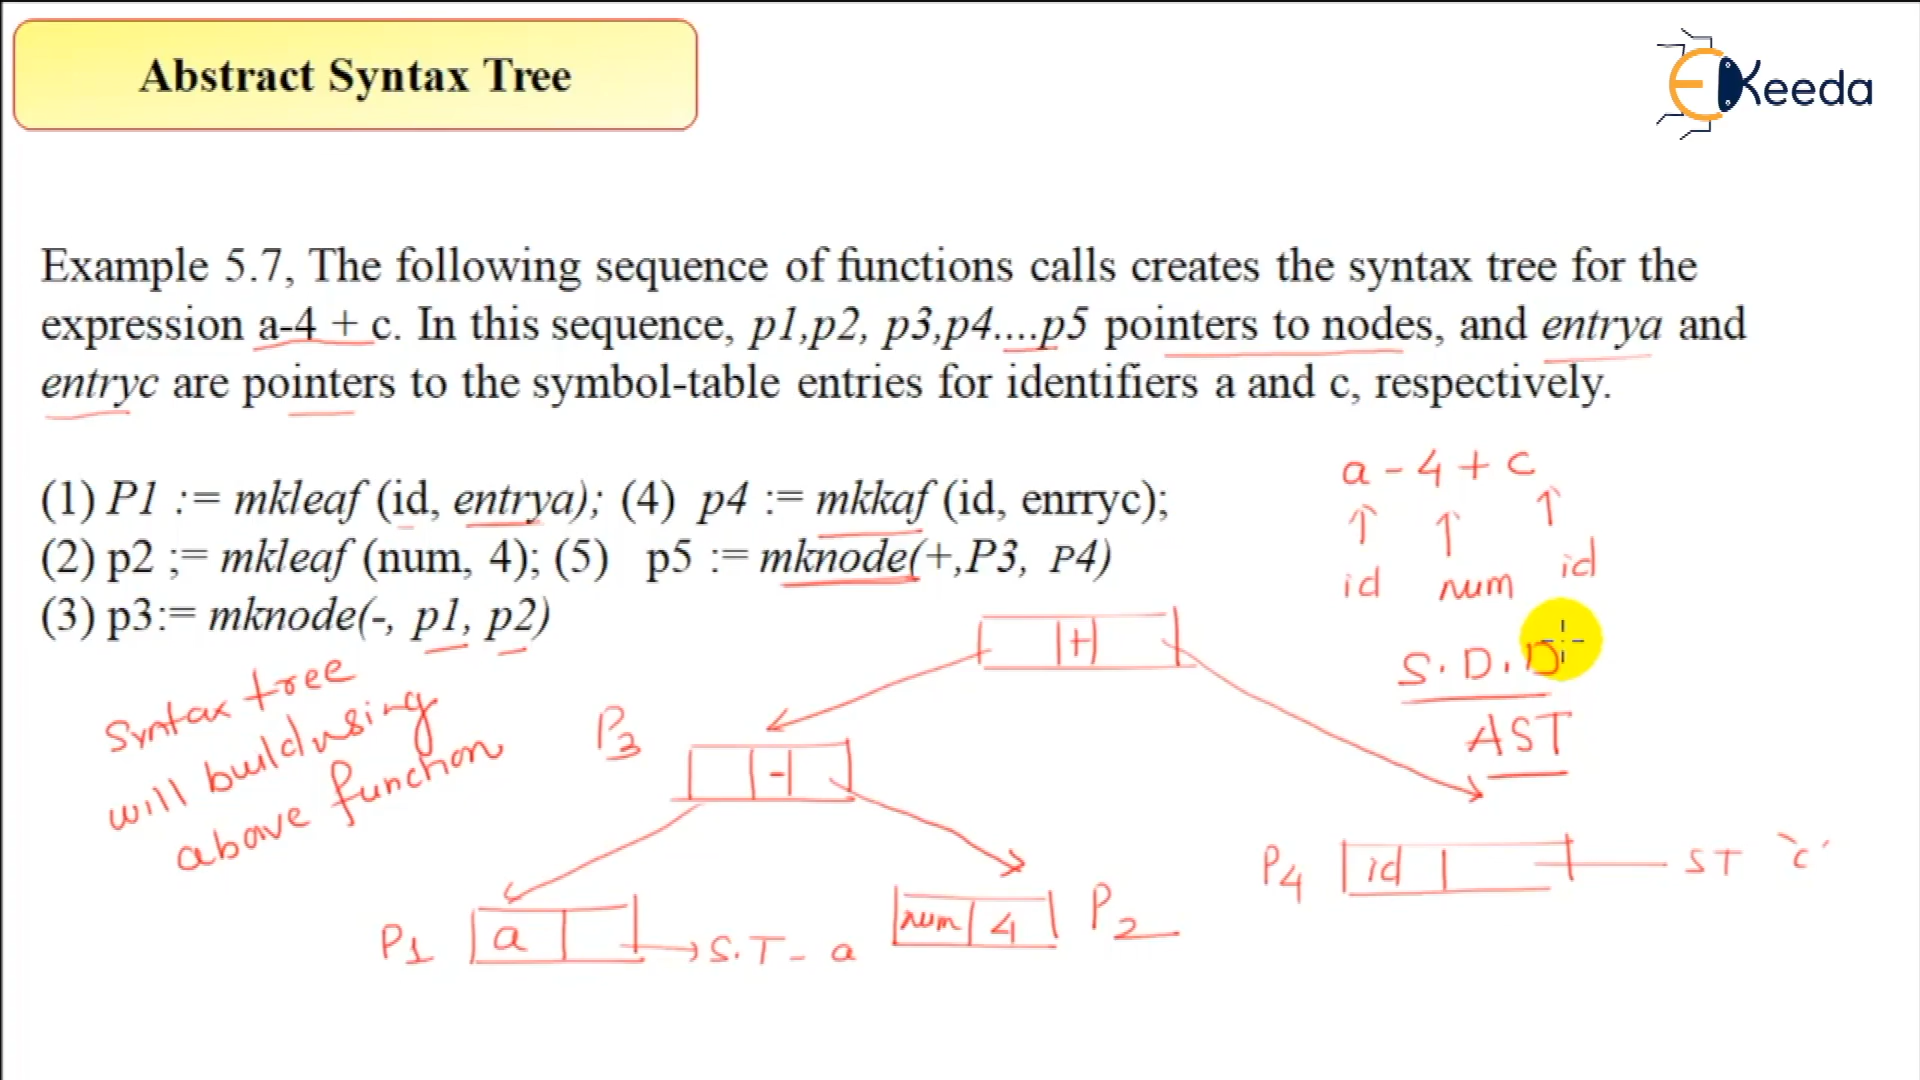 Abstract Syntax Tree
EKeeda
Example 5.7, The following sequence of functions calls creates the syntax tree for the
expression a-4 + c. In this sequence, p1,p2, p3,p4....p5 pointers to nodes, and entrya and
entryc are pointers to the symbol-table entries for identifiers a and c, respectively.
(1) P1 := mkleaf (id, entrya); (4) p4 := mkkaf (id, enrryc);
(2) p2 ;= mkleaf (num, 4); (5) p5 := mknode(+,P3, P4)
(3) p3:= mknode(-, p1, p2)
a - 4 + c
id num id
S.D.D
AST
Syntax tree
will build using
above function
+
P3 -
P1 a S.T - a
num 4 P2
P4 id ST 'c'